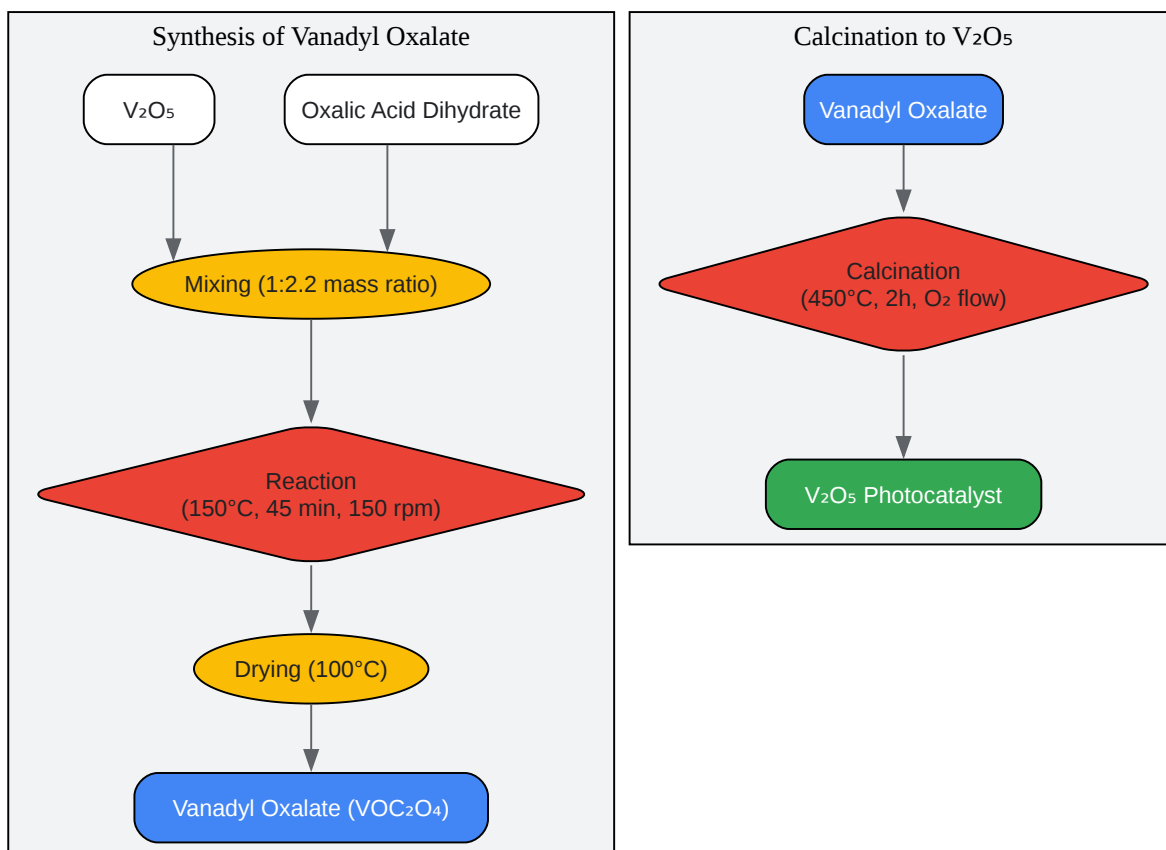 Synthesis of Vanadyl Oxalate
V₂O₅
Oxalic Acid Dihydrate
Mixing (1:2.2 mass ratio)
Reaction
(150°C, 45 min, 150 rpm)
Drying (100°C)
Vanadyl Oxalate (VOC₂O₄)
Calcination to V₂O₅
Vanadyl Oxalate
Calcination
(450°C, 2h, O₂ flow)
V₂O₅ Photocatalyst